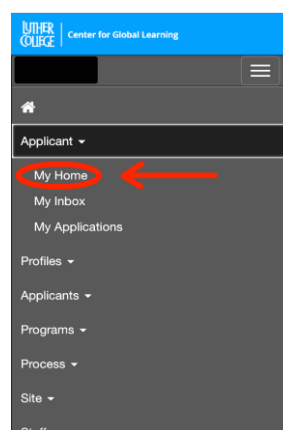 LUTHER
COLLEGE
Center for Global Learning
Applicant
My Home
My Inbox
My Applications
Profiles
Applicants
Programs
Process
Site